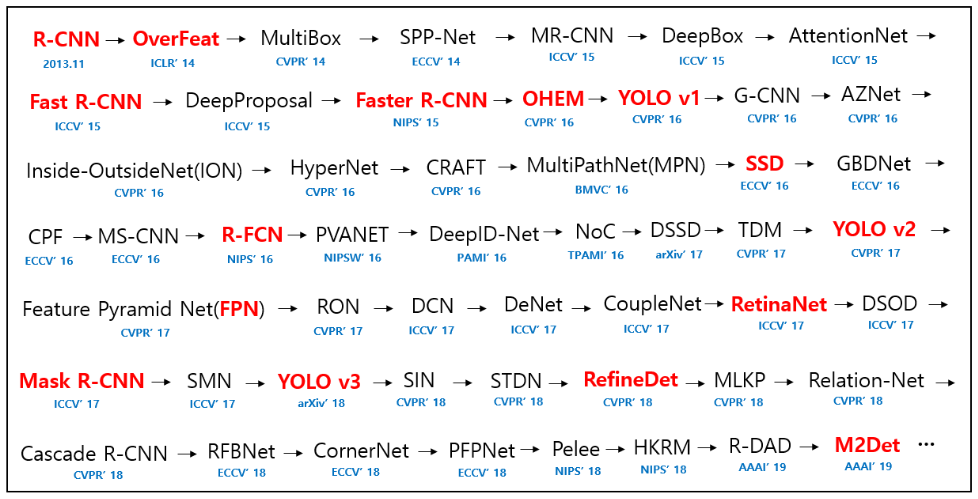 R-CNN → OverFeat → MultiBox → SPP-Net → MR-CNN → DeepBox → AttentionNet →
2013.11 ICLR' 14 CVPR' 14 ECCV' 14 ICCV' 15 ICCV' 15 ICCV' 15
Fast R-CNN → DeepProposal → Faster R-CNN → OHEM → YOLO v1 → G-CNN → AZNet →
ICCV' 15 ICCV' 15 NIPS' 15 CVPR' 16 CVPR' 16 CVPR' 16 CVPR' 16
Inside-OutsideNet(ION) → HyperNet → CRAFT → MultiPathNet(MPN) → SSD → GBDNet →
CVPR' 16 CVPR' 16 CVPR' 16 BMVC' 16 ECCV' 16 ECCV' 16
CPF → MS-CNN → R-FCN → PVANET → DeepID-Net → NoC → DSSD → TDM → YOLO v2 →
ECCV' 16 ECCV' 16 NIPS' 16 NIPSW' 16 PAMI' 16 TPAMI' 16 arXiv' 17 CVPR' 17 CVPR' 17
Feature Pyramid Net(FPN) → RON → DCN → DeNet → CoupleNet → RetinaNet → DSOD →
CVPR' 17 CVPR' 17 ICCV' 17 ICCV' 17 ICCV' 17 ICCV' 17 ICCV' 17
Mask R-CNN → SMN → YOLO v3 → SIN → STDN → RefineDet → MLKP → Relation-Net →
ICCV' 17 ICCV' 17 arXiv' 18 CVPR' 18 CVPR' 18 CVPR' 18 CVPR' 18 CVPR' 18
Cascade R-CNN → RFBNet → CornerNet → PFPNet → Pelee → HKRM → R-DAD → M2Det ⋯
CVPR' 18 ECCV' 18 ECCV' 18 ECCV' 18 NIPS' 18 NIPS' 18 AAAI' 19 AAAI' 19